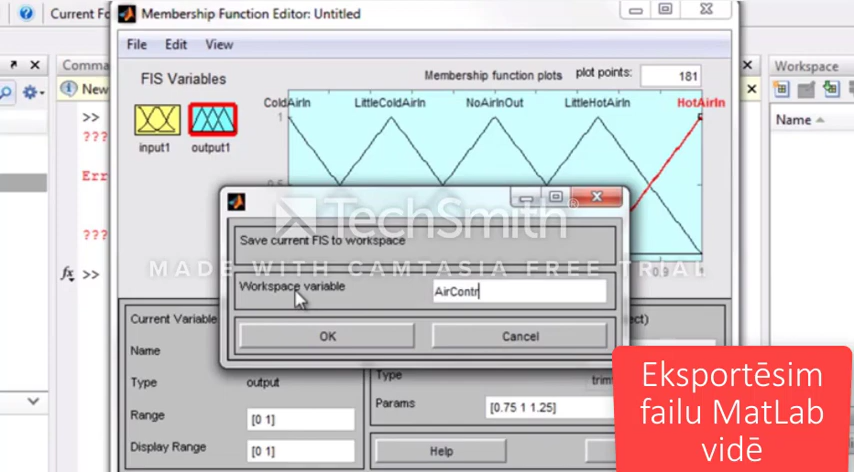 Current Fo
Membership Function Editor: Untitled
File Edit View
Comma
Workspace
New
Name
FIS Variables
Membership function plots plot points: 181
ColdAirIn LittleColdAirIn NoAirInOut LittleHotAirIn HotAirIn
1
0.5
input1 output1
>>
???
Err
???
fx >>
TechSmith
MADE WITH CAMTASIA FREE TRIAL
0.9 1
Save current FIS to workspace
Workspace variable AirContr
OK Cancel
Current Variable
Name
Type output
Type trim
Range [0 1]
Params [0.75 1 1.25]
Display Range [0 1]
Help
Eksportēsim
failu MatLab
vidē